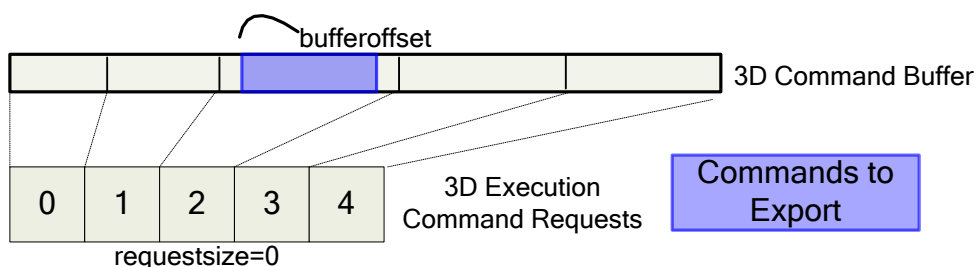 bufferoffset
3D Command Buffer
0 1 2 3 4
3D Execution
Command Requests
Commands to
Export
requestsize=0